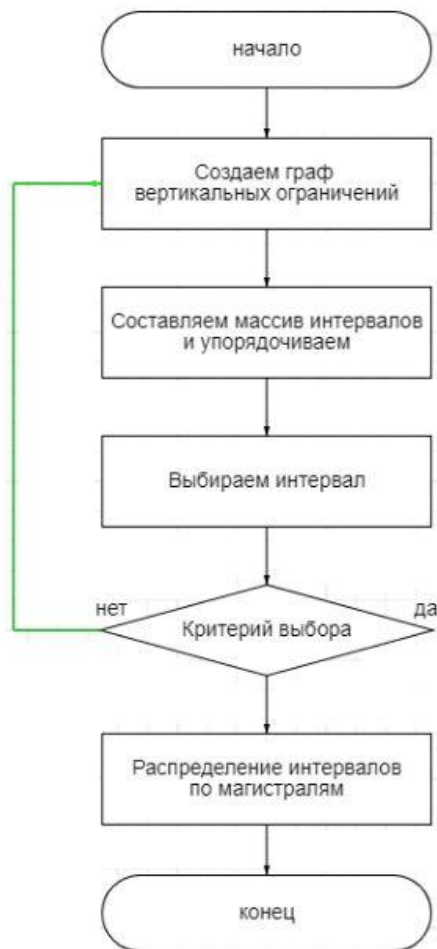 начало
Создаем граф
вертикальных ограничений
Составляем массив интервалов
и упорядочиваем
Выбираем интервал
нет
да
Критерий выбора
Распределение интервалов
по магистралям
конец